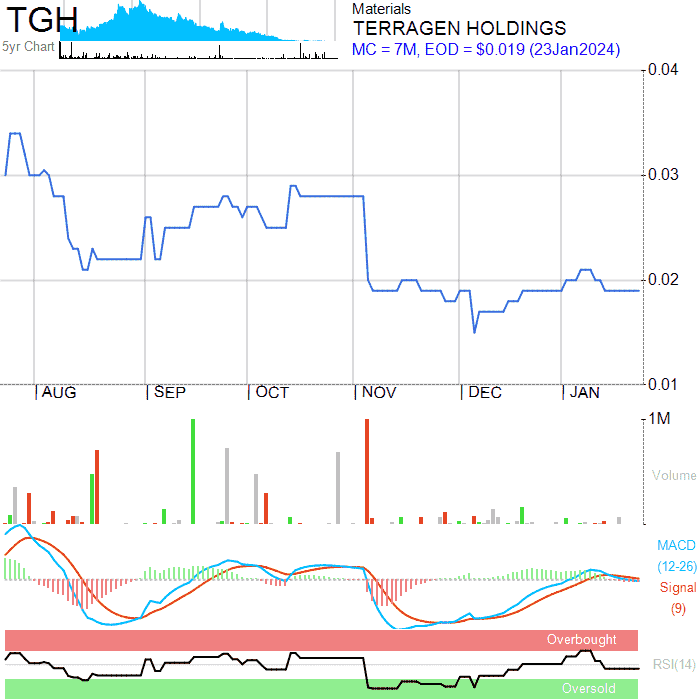 TGH
5yr Chart
Materials
TERRAGEN HOLDINGS
MC = 7M, EOD = $0.019 (23Jan2024)
0.04
0.03
0.02
0.01
AUG SEP OCT NOV DEC JAN
1M
Volume
MACD
(12-26)
Signal
(9)
Overbought
RSI(14)
Oversold